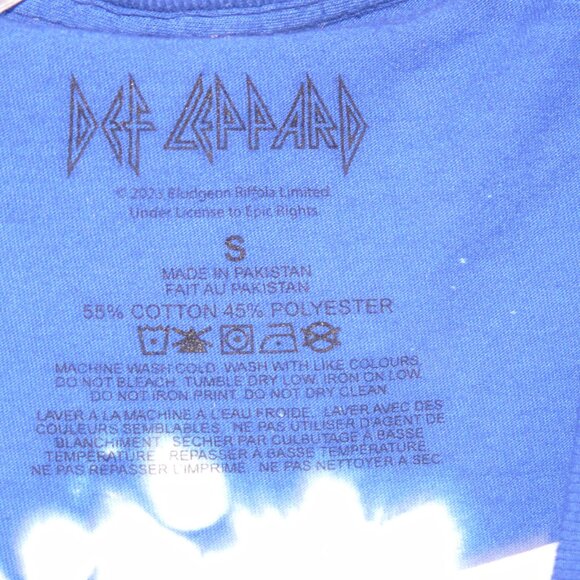 DEF LEPPARD
© 2023 Bludgeon Riffola Limited.
Under License to Epic Rights.
S
MADE IN PAKISTAN
FAIT AU PAKISTAN
55% COTTON 45% POLYESTER
MACHINE WASH COLD. WASH WITH LIKE COLOURS.
DO NOT BLEACH. TUMBLE DRY LOW. IRON ON LOW.
DO NOT IRON PRINT. DO NOT DRY CLEAN.
LAVER A LA MACHINE A L'EAU FROIDE. LAVER AVEC DES
COULEURS SEMBLABLES. NE PAS UTILISER D'AGENT DE
BLANCHIMENT. SECHER PAR CULBUTAGE A BASSE
TEMPERATURE. REPASSER A BASSE TEMPERATURE.
NE PAS REPASSER L'IMPRIME. NE PAS NETTOYER A SEC.